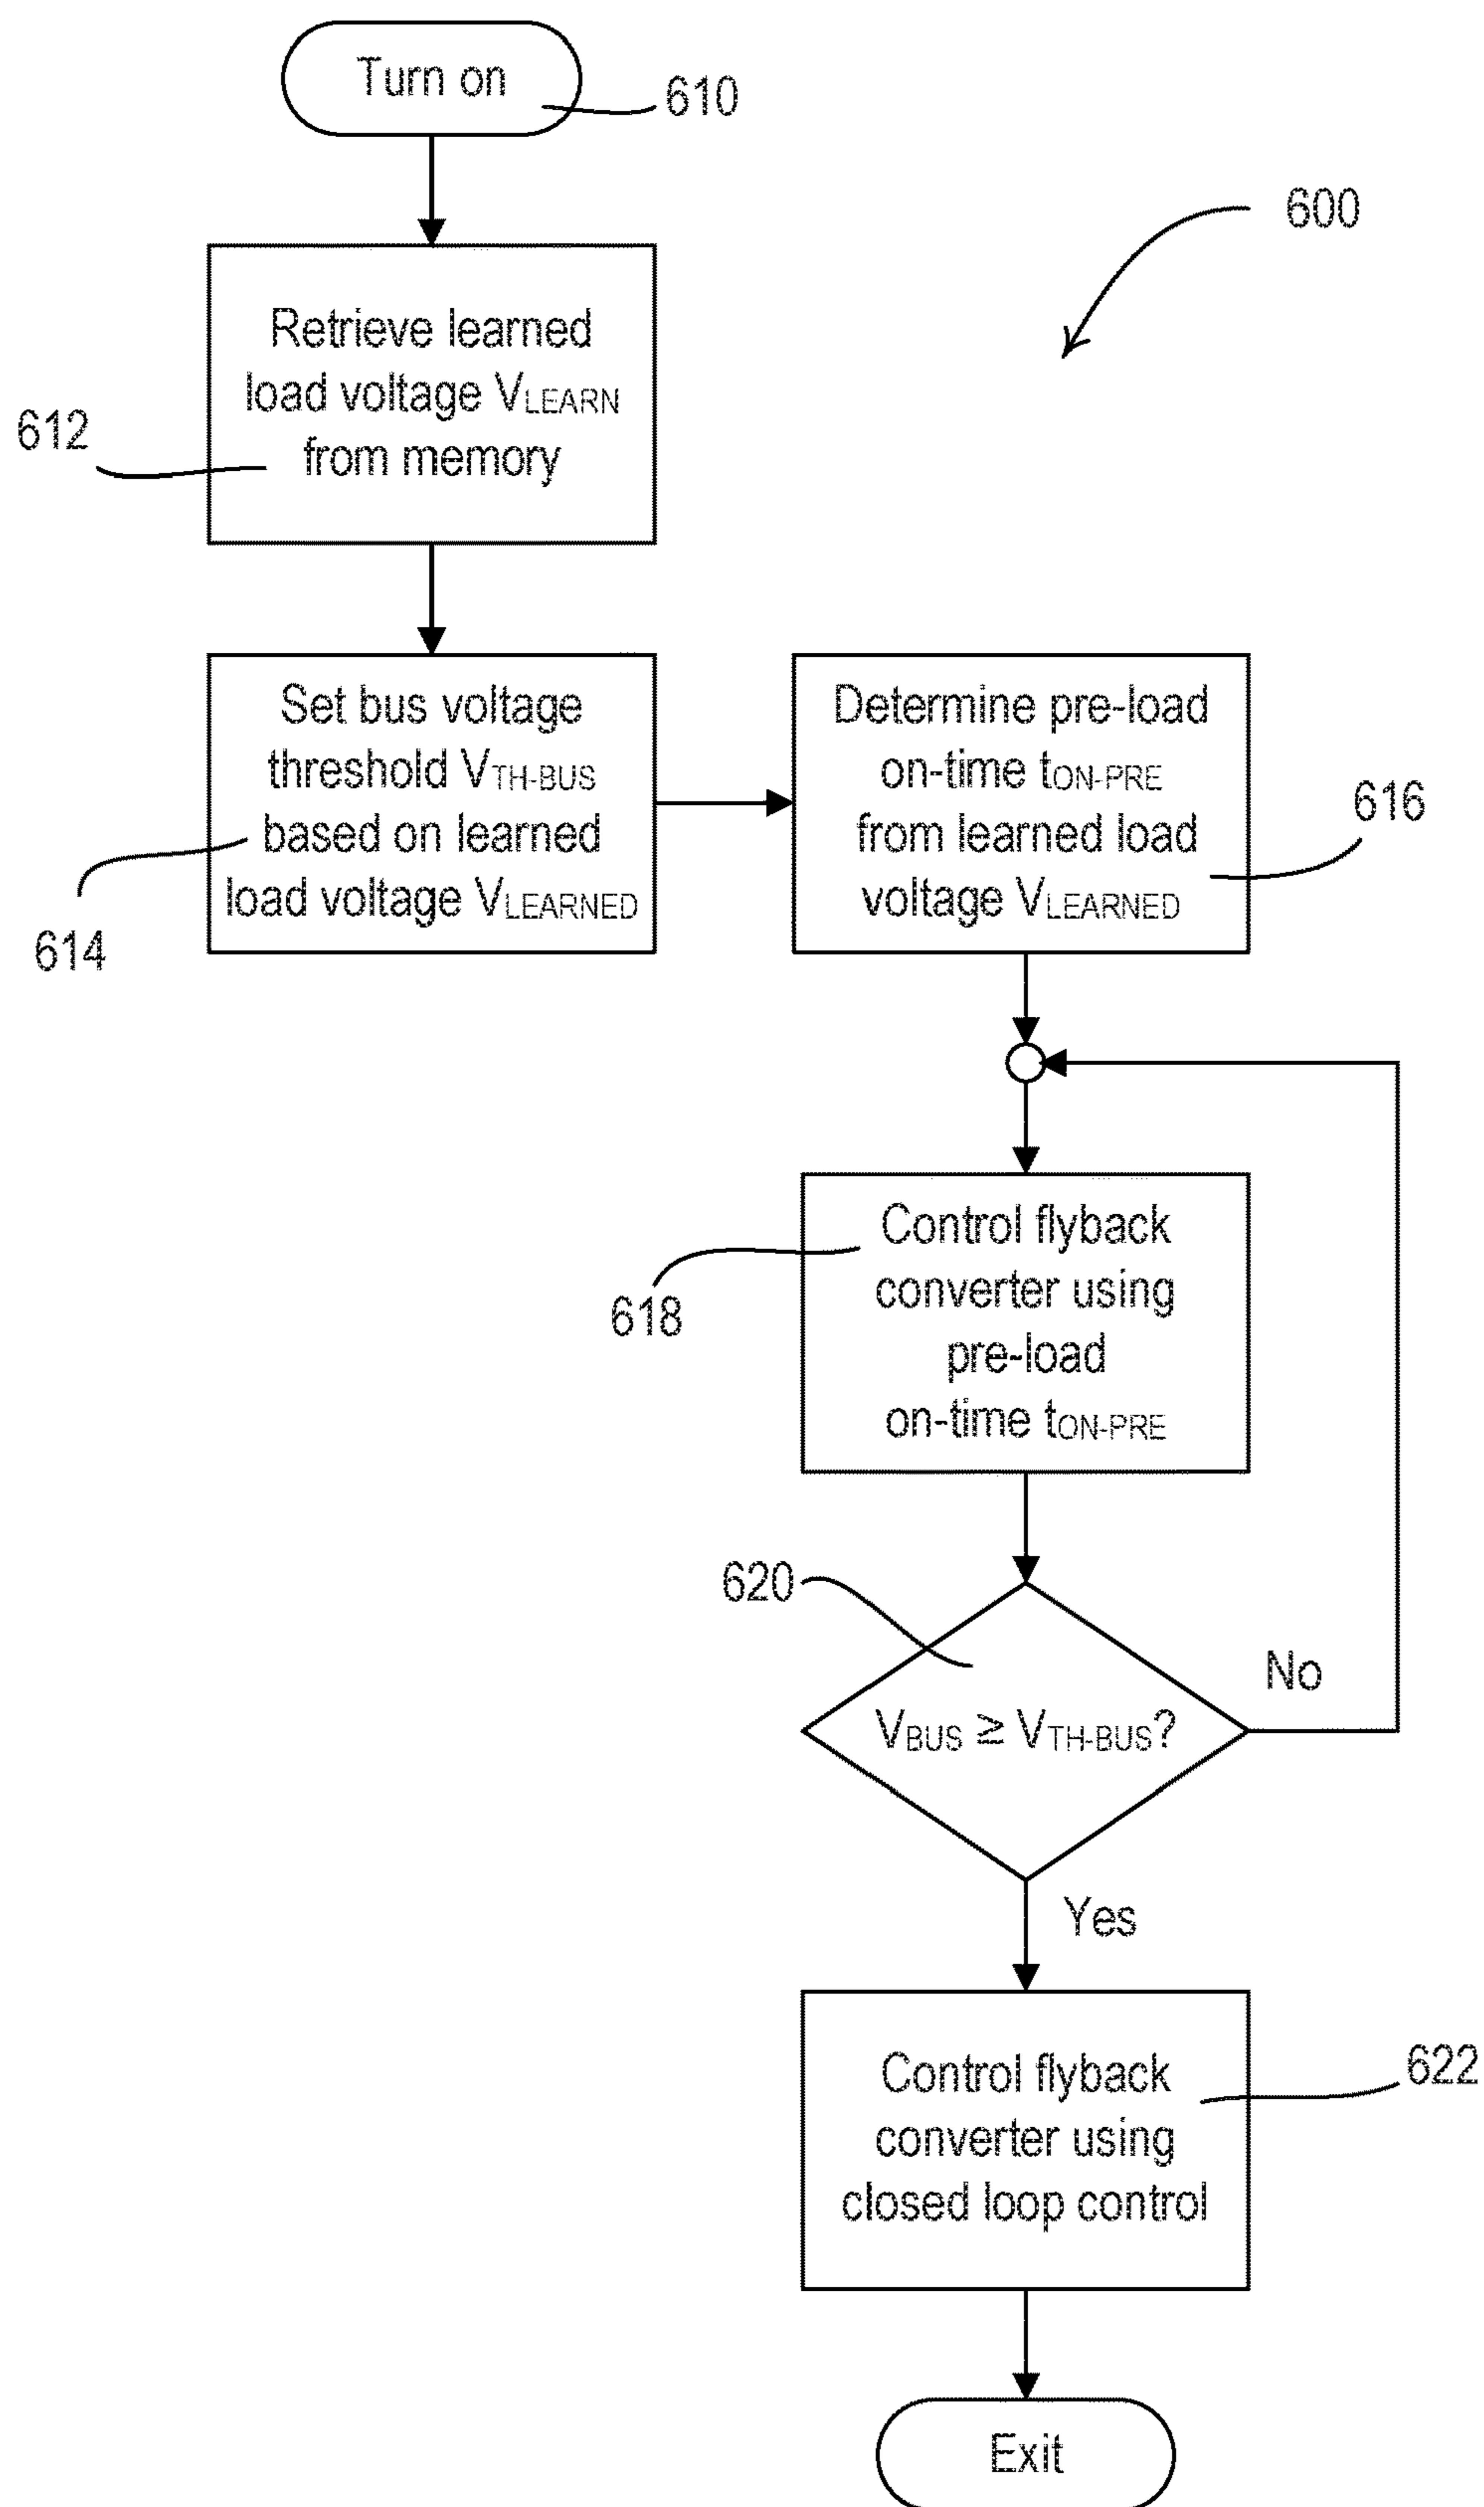 Turn on
610
600
Retrieve learned
load voltage VLEARN
from memory
612
Set bus voltage
threshold VTH-BUS
based on learned
load voltage VLEARNED
614
Determine pre-load
on-time tON-PRE
from learned load
voltage VLEARNED
616
Control flyback
converter using
pre-load
on-time tON-PRE
618
620
VBUS ≥ VTH-BUS?
No
Yes
Control flyback
converter using
closed loop control
622
Exit